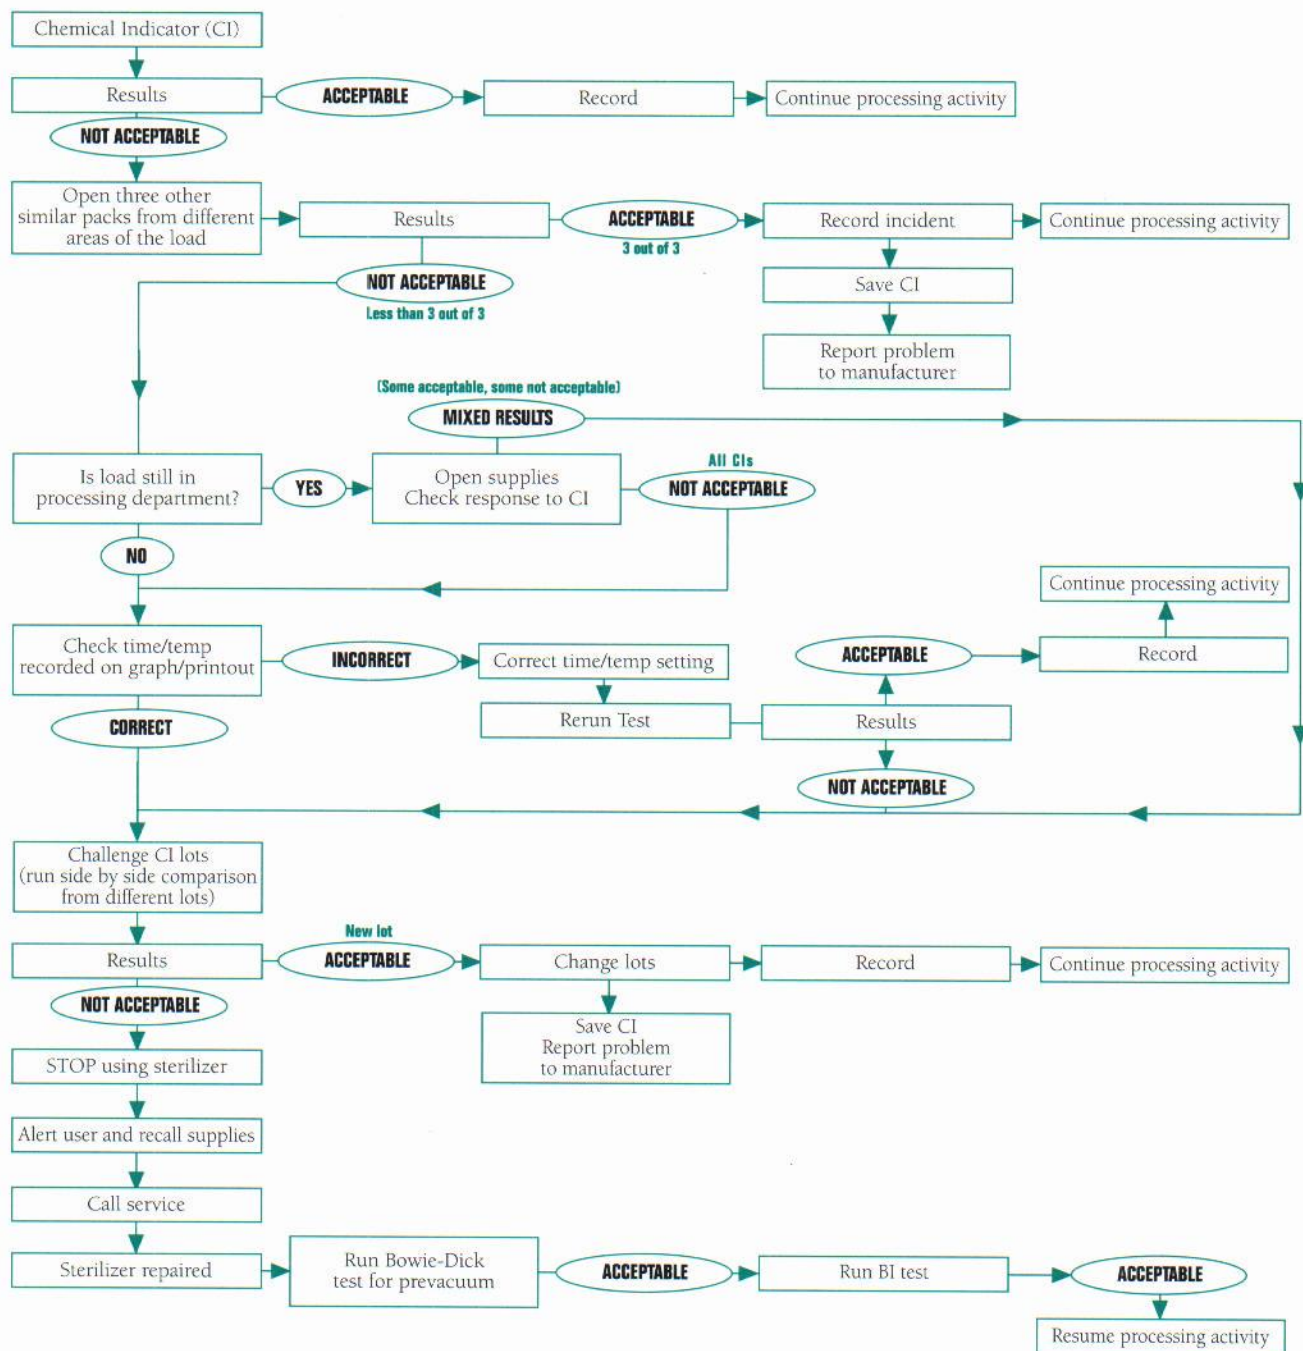 Chemical Indicator (CI)
Results
ACCEPTABLE
Record
Continue processing activity
NOT ACCEPTABLE
Open three other
similar packs from different
areas of the load
Results
ACCEPTABLE
3 out of 3
Record incident
Continue processing activity
NOT ACCEPTABLE
Less than 3 out of 3
Save CI
Report problem
to manufacturer
(Some acceptable, some not acceptable)
MIXED RESULTS
Is load still in
processing department?
YES
Open supplies
Check response to CI
All CIs
NOT ACCEPTABLE
NO
Continue processing activity
Check time/temp
recorded on graph/printout
INCORRECT
Correct time/temp setting
ACCEPTABLE
Record
Rerun Test
Results
CORRECT
NOT ACCEPTABLE
Challenge CI lots
(run side by side comparison
from different lots)
Results
New lot
ACCEPTABLE
Change lots
Record
Continue processing activity
NOT ACCEPTABLE
Save CI
Report problem
to manufacturer
STOP using sterilizer
Alert user and recall supplies
Call service
Sterilizer repaired
Run Bowie-Dick
test for prevacuum
ACCEPTABLE
Run BI test
ACCEPTABLE
Resume processing activity